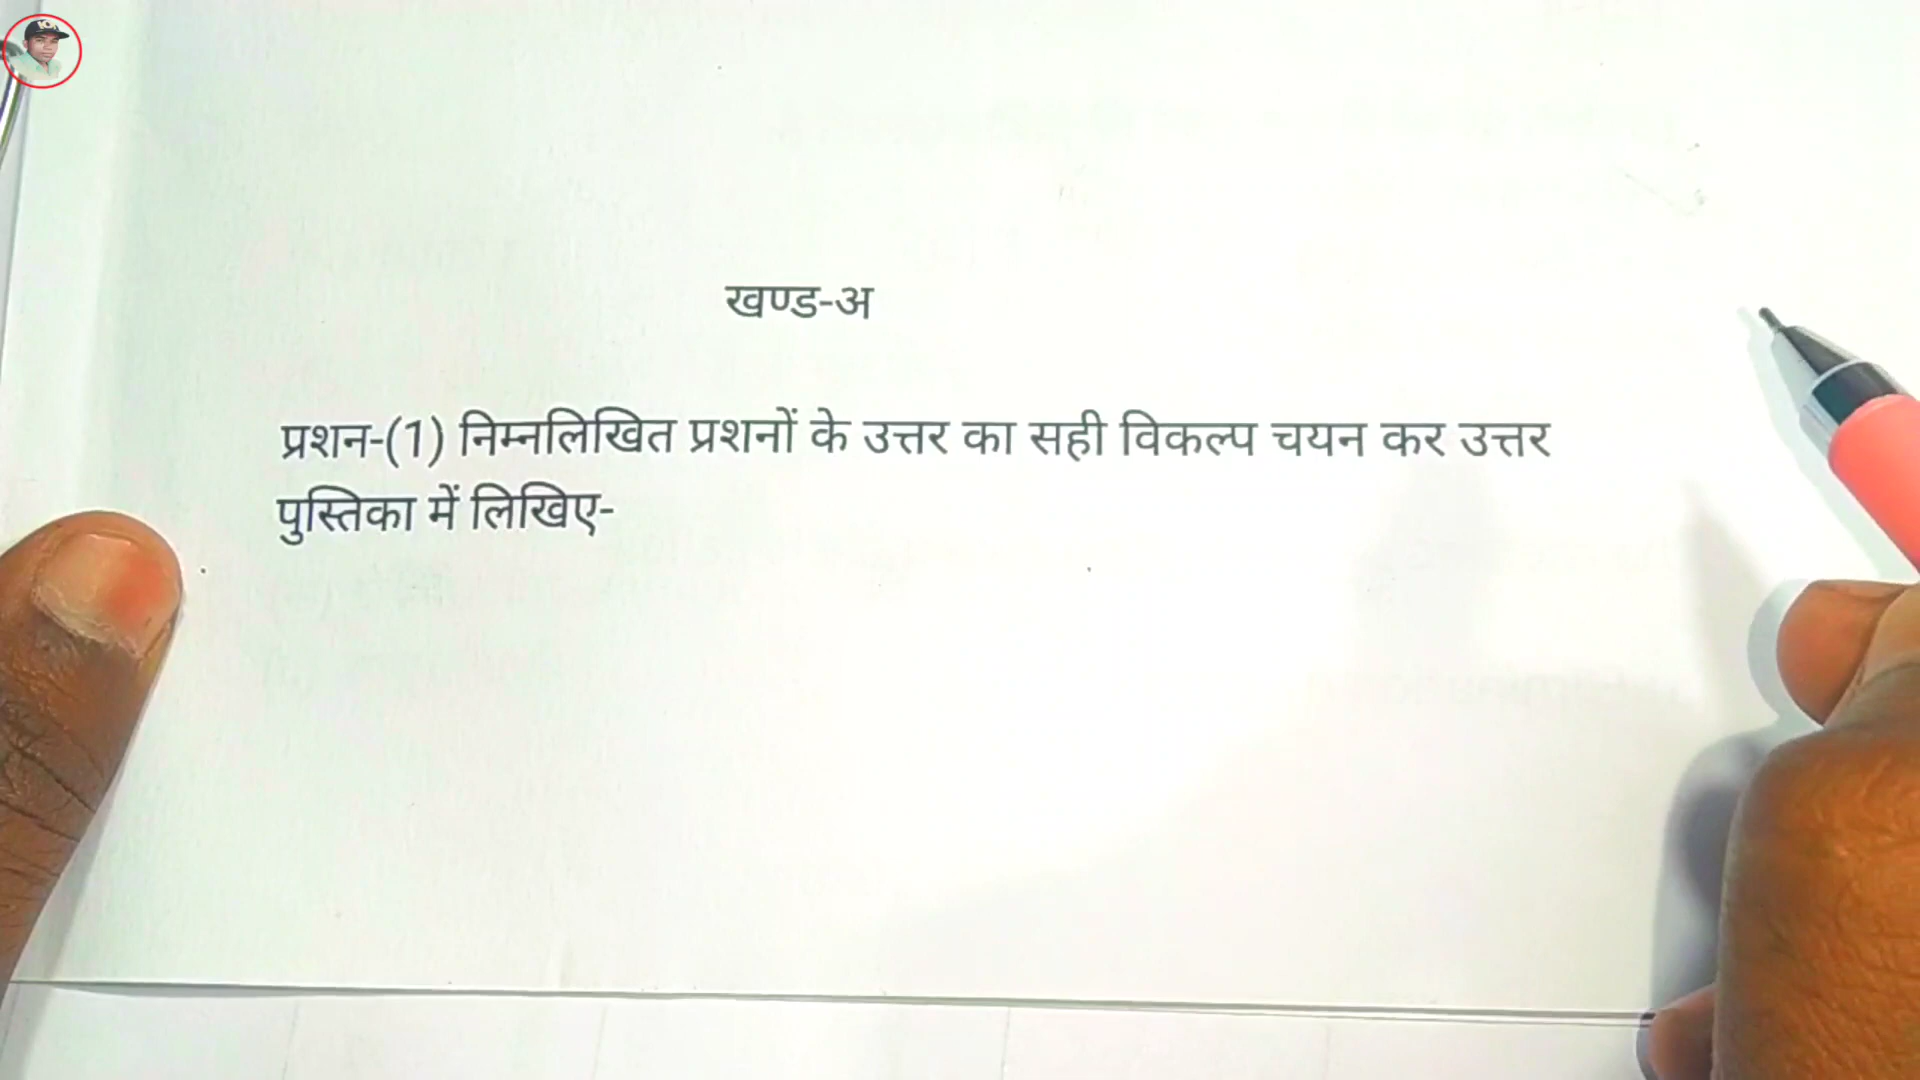 खण्ड-अ
प्रशन-(1) निम्नलिखित प्रशनों के उत्तर का सही विकल्प चयन कर उत्तर
पुस्तिका में लिखिए-